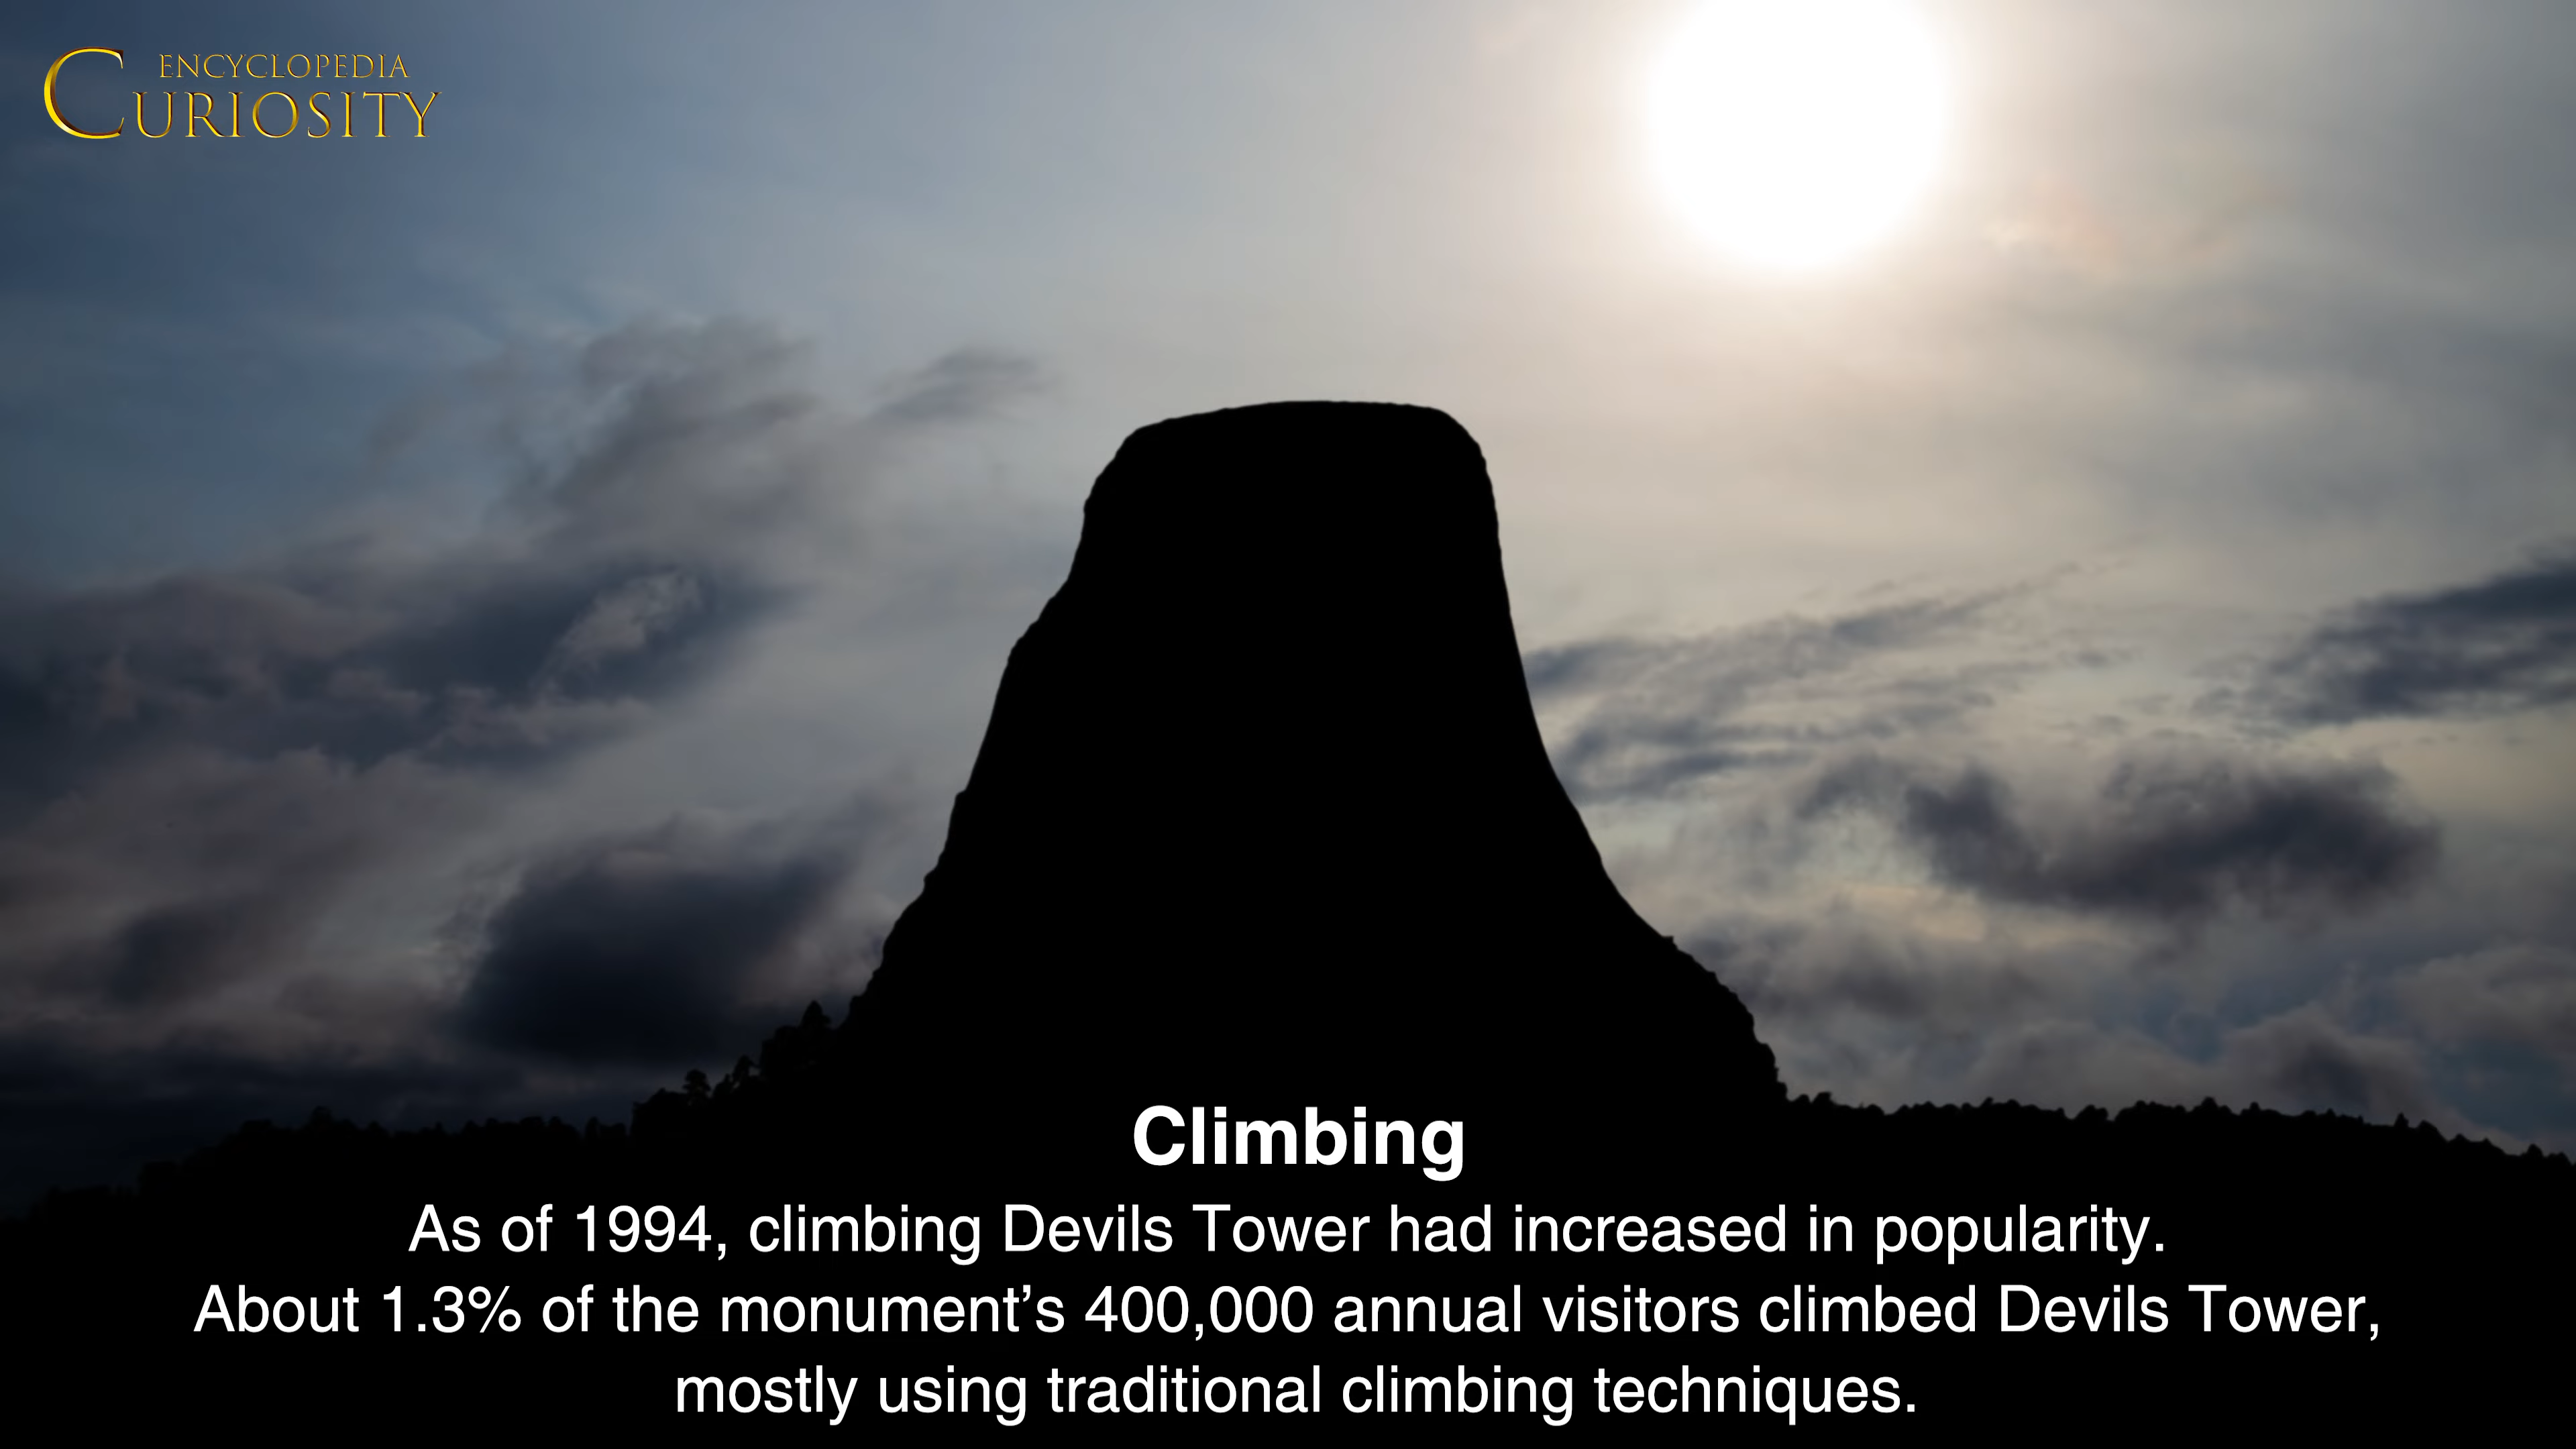 ENCYCLOPEDIA
CURIOSITY
Climbing
As of 1994, climbing Devils Tower had increased in popularity.
About 1.3% of the monument’s 400,000 annual visitors climbed Devils Tower,
mostly using traditional climbing techniques.